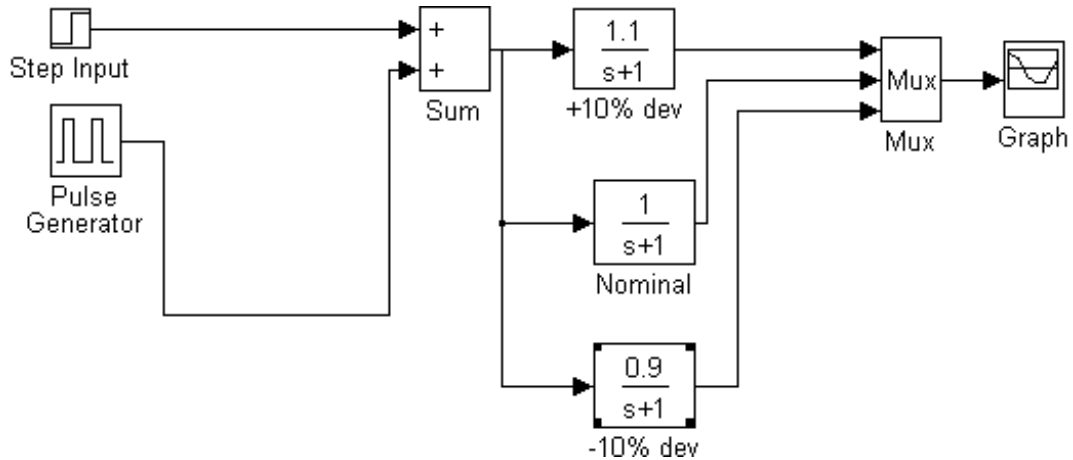 Step Input
Pulse
Generator
+
+
Sum
1.1
s+1
+10% dev
1
s+1
Nominal
0.9
s+1
-10% dev
Mux
Mux
Graph